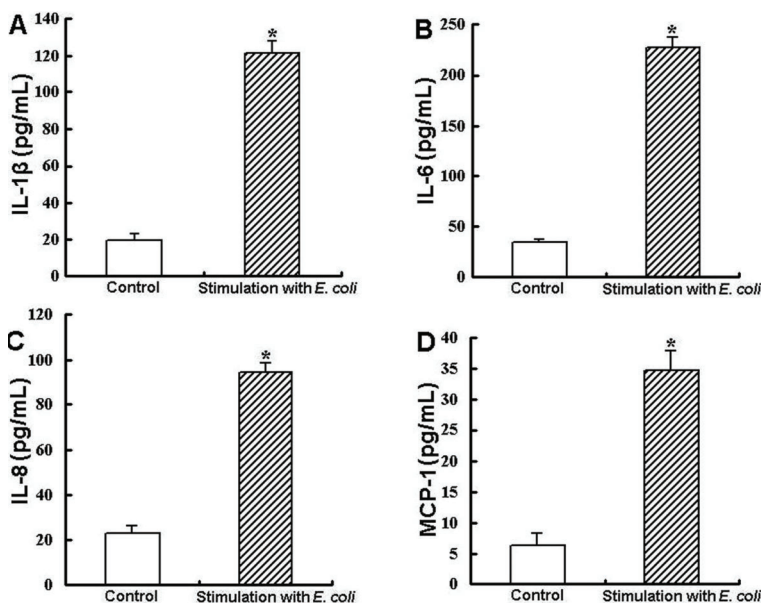 A
IL-1β (pg/mL)
140
120
100
80
60
40
20
0
*
Control
Stimulation with E. coli
B
IL-6 (pg/mL)
250
200
150
100
50
0
*
Control
Stimulation with E. coli
C
IL-8 (pg/mL)
120
100
80
60
40
20
0
*
Control
Stimulation with E. coli
D
MCP-1 (pg/mL)
40
35
30
25
20
15
10
5
0
*
Control
Stimulation with E. coli